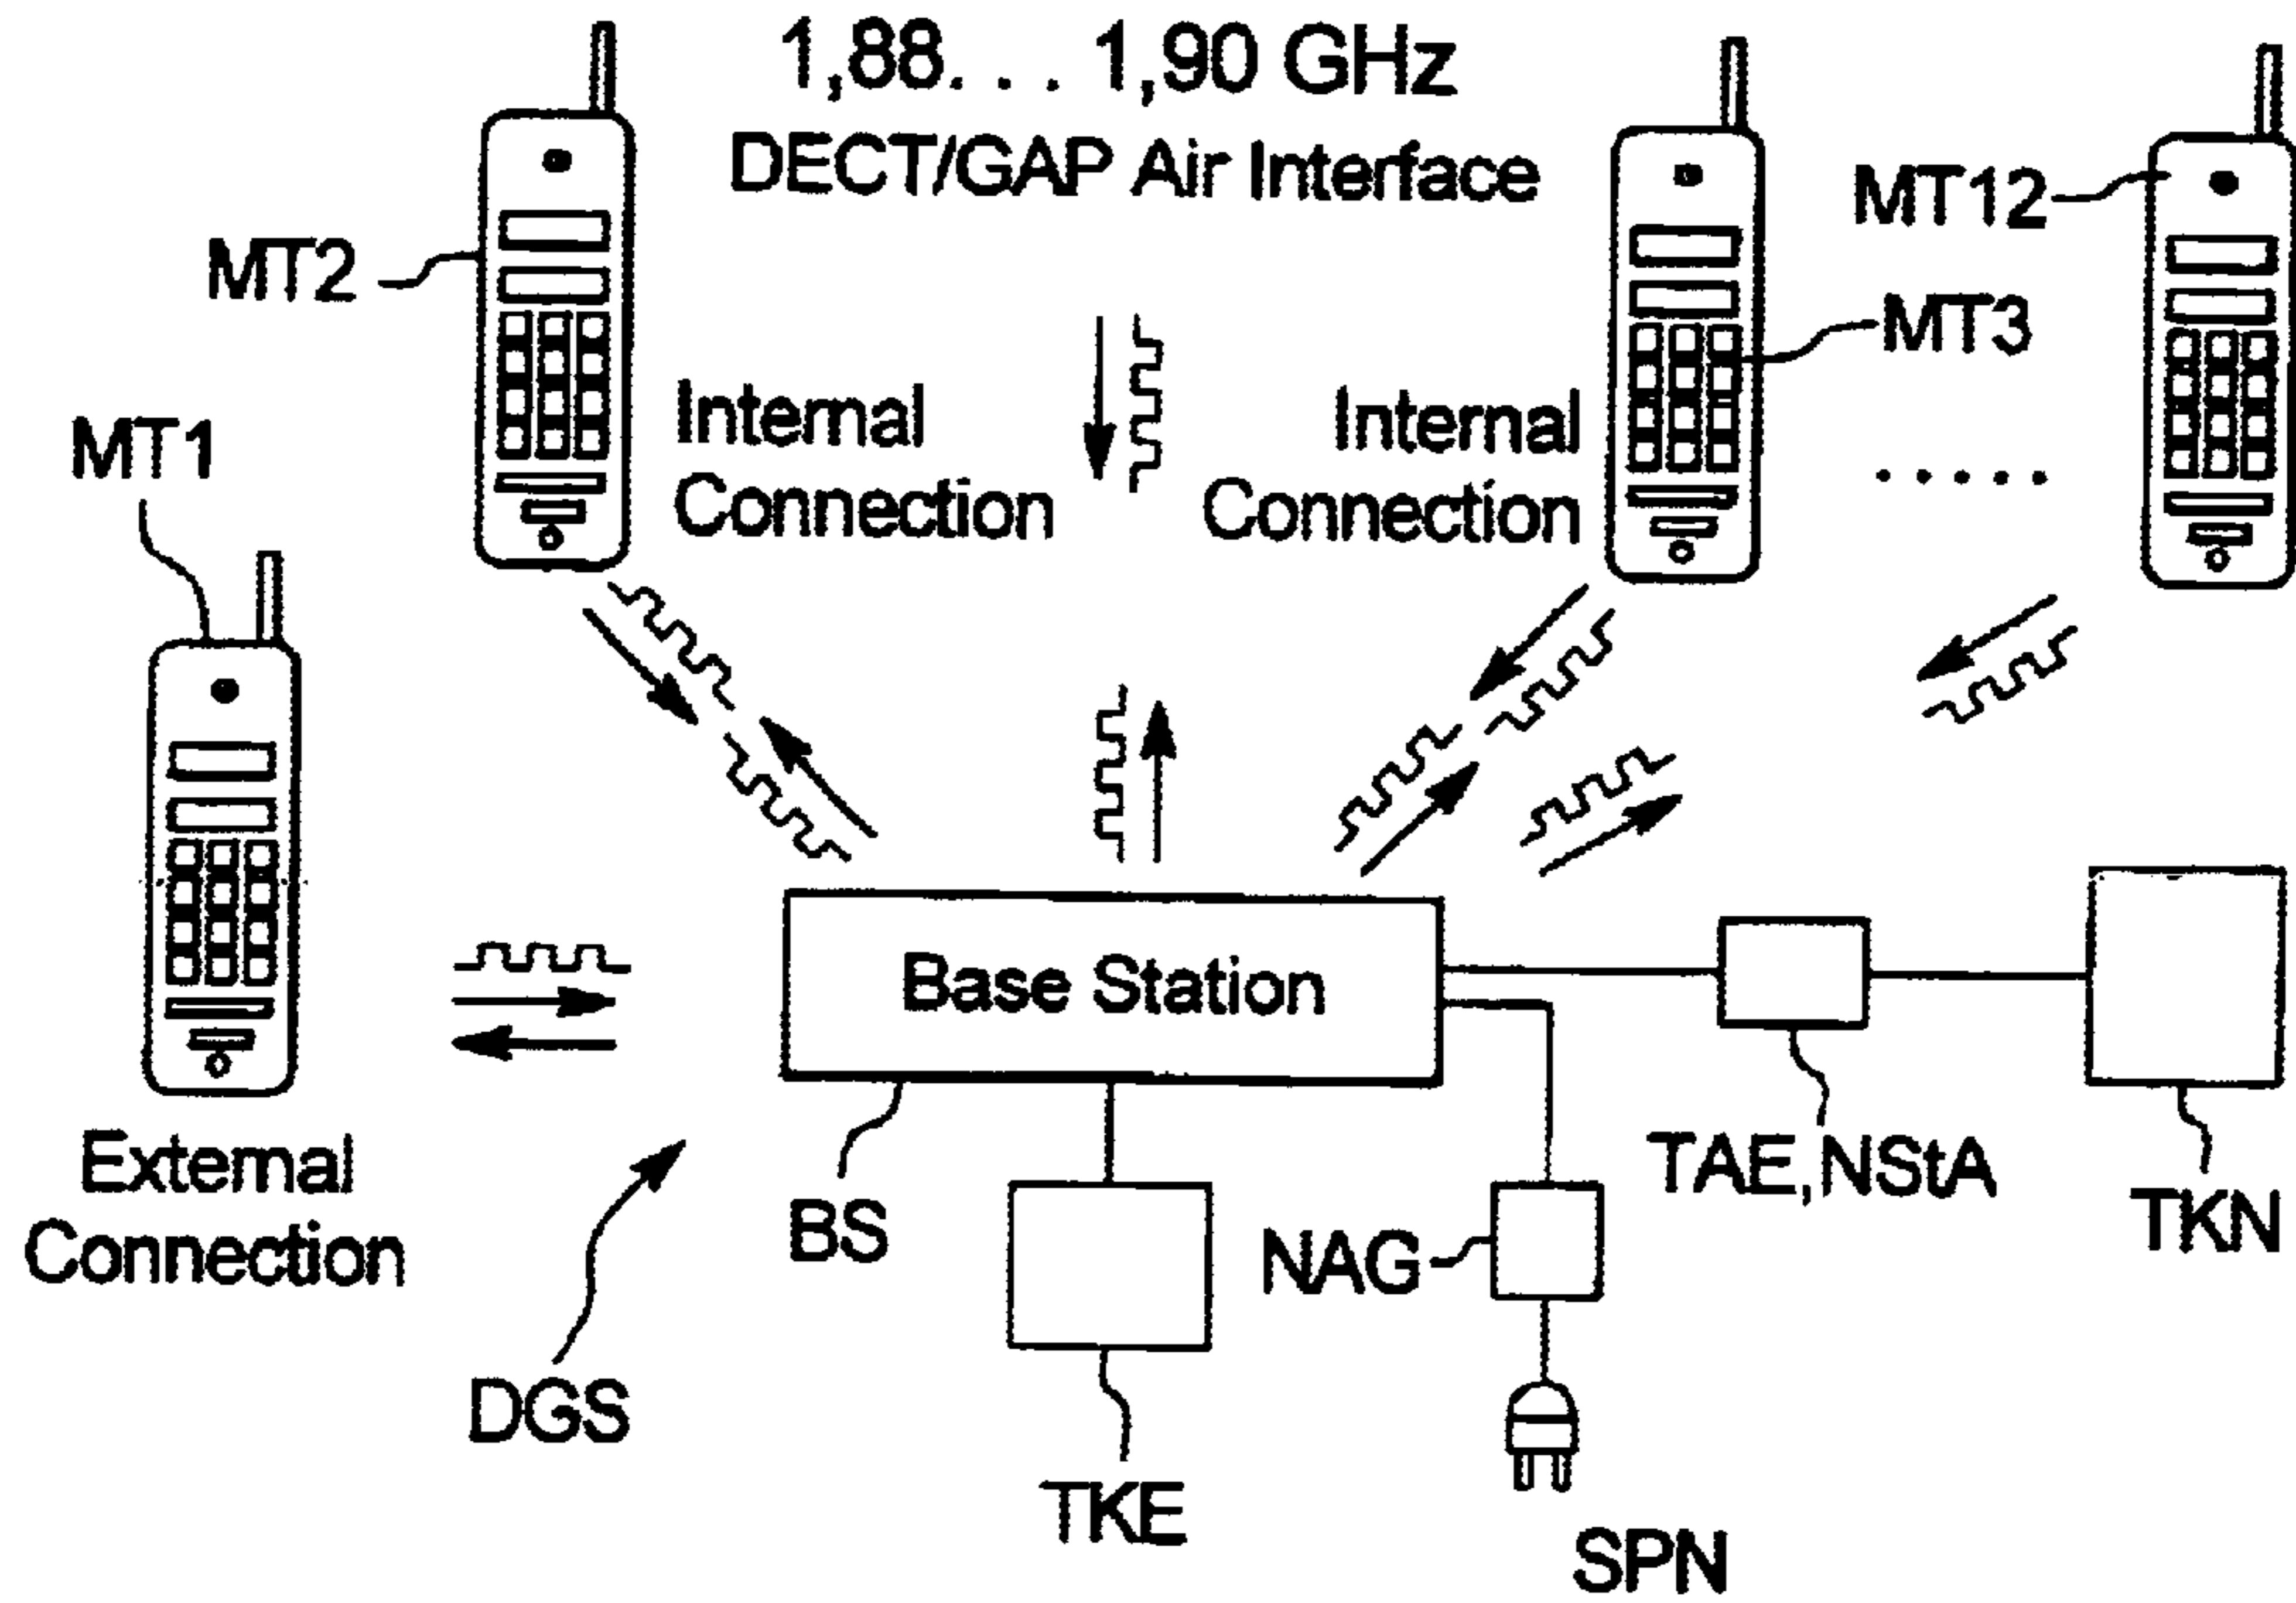 1,88. . . 1,90 GHz
DECT/GAP Air Interface
MT2
MT12
MT3
MT1
Internal
Connection
Internal
Connection
Base Station
External
Connection
BS
TAE,NStA
TKN
NAG
DGS
TKE
SPN